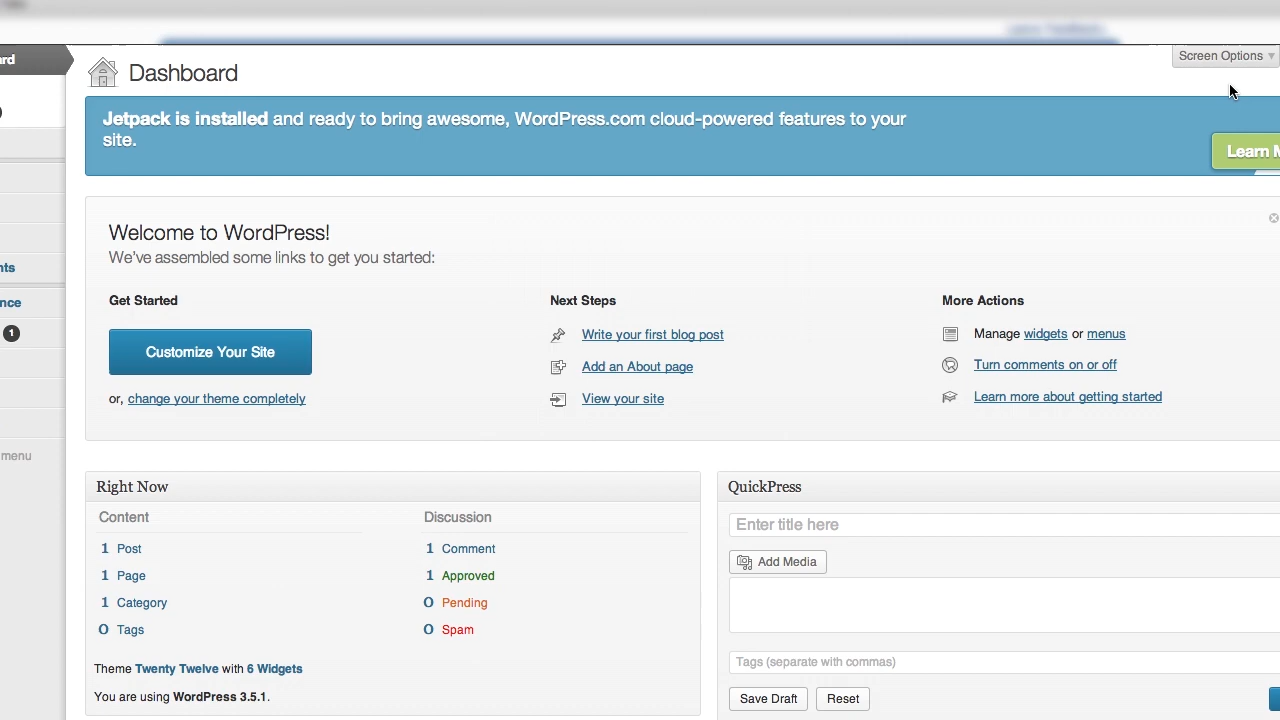 rd
Screen Options
Dashboard
Jetpack is installed and ready to bring awesome, WordPress.com cloud-powered features to your
site.
Learn M
Welcome to WordPress!
We've assembled some links to get you started:
Get Started
Customize Your Site
or, change your theme completely
Next Steps
Write your first blog post
Add an About page
View your site
More Actions
Manage widgets or menus
Turn comments on or off
Learn more about getting started
nts
nce
1
menu
Right Now
Content
1 Post
1 Page
1 Category
0 Tags
Discussion
1 Comment
1 Approved
0 Pending
0 Spam
Theme Twenty Twelve with 6 Widgets
You are using WordPress 3.5.1.
QuickPress
Enter title here
Add Media
Tags (separate with commas)
Save Draft
Reset